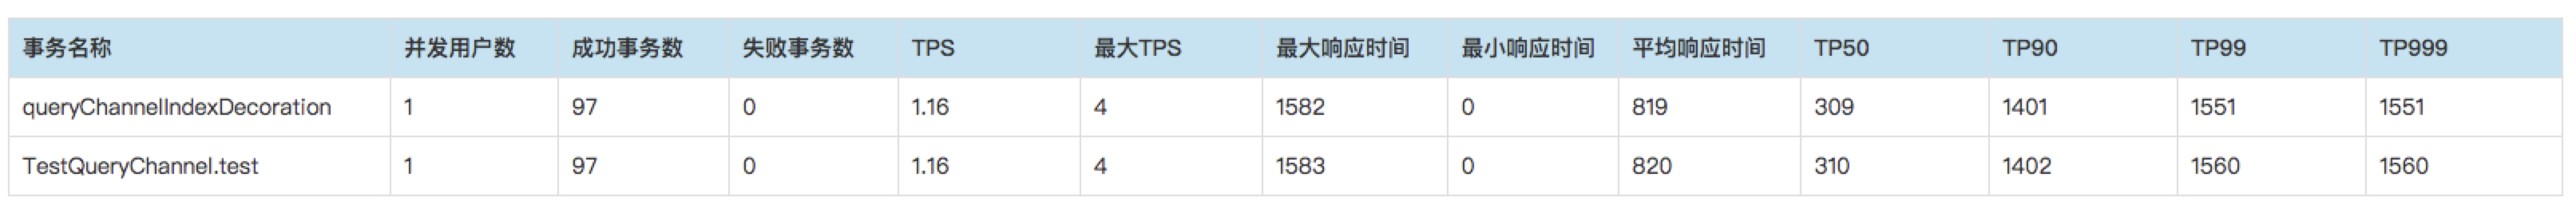 事务名称 并发用户数 成功事务数 失败事务数 TPS 最大TPS 最大响应时间 最小响应时间 平均响应时间 TP50 TP90 TP99 TP999
queryChannelIndexDecoration 1 97 0 1.16 4 1582 0 819 309 1401 1551 1551
TestQueryChannel.test 1 97 0 1.16 4 1583 0 820 310 1402 1560 1560